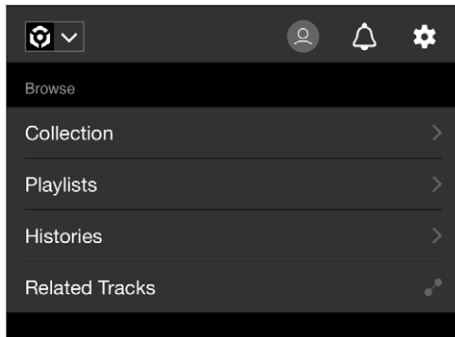 Browse
Collection
Playlists
Histories
Related Tracks